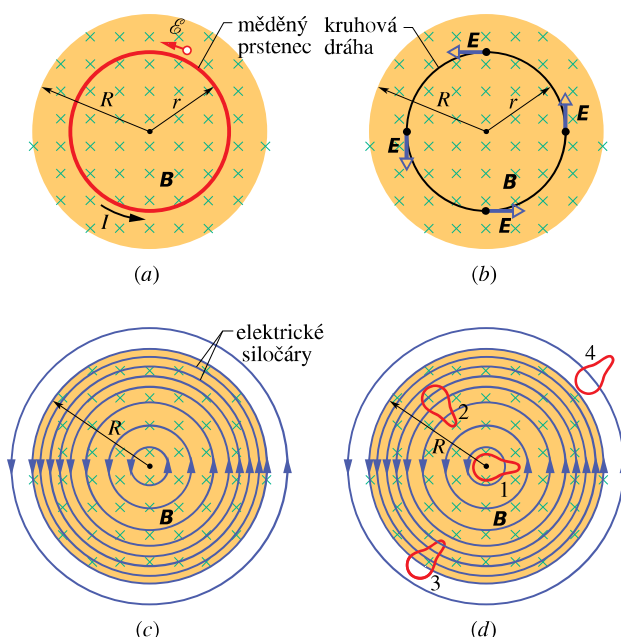 ℰ
měděný
prstenec
R
r
B
I
(a)
kruhová
dráha
E
R
r
E
E
B
E
(b)
elektrické
siločáry
R
B
(c)
4
2
R
1
B
3
(d)